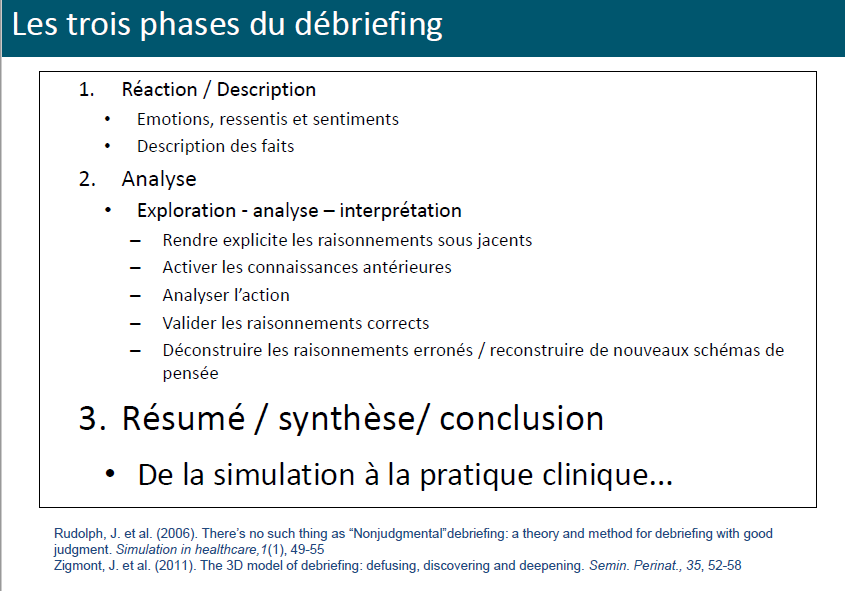 Les trois phases du débriefing
1. Réaction / Description
• Emotions, ressentis et sentiments
• Description des faits
2. Analyse
• Exploration - analyse – interprétation
– Rendre explicite les raisonnements sous jacents
– Activer les connaissances antérieures
– Analyser l’action
– Valider les raisonnements corrects
– Déconstruire les raisonnements erronés / reconstruire de nouveaux schémas de
pensée
3. Résumé / synthèse/ conclusion
• De la simulation à la pratique clinique...
Rudolph, J. et al. (2006). There’s no such thing as “Nonjudgmental”debriefing: a theory and method for debriefing with good
judgment. Simulation in healthcare,1(1), 49-55
Zigmont, J. et al. (2011). The 3D model of debriefing: defusing, discovering and deepening. Semin. Perinat., 35, 52-58